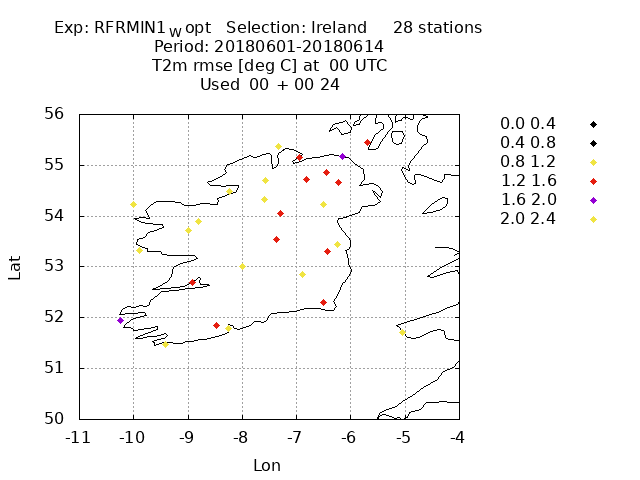 Exp: RFRMIN1_W opt Selection: Ireland 28 stations
Period: 20180601-20180614
T2m rmse [deg C] at 00 UTC
Used 00 + 00 24
56
55
54
53
52
51
50
-11 -10 -9 -8 -7 -6 -5 -4
Lat
Lon
0.0 0.4
0.4 0.8
0.8 1.2
1.2 1.6
1.6 2.0
2.0 2.4